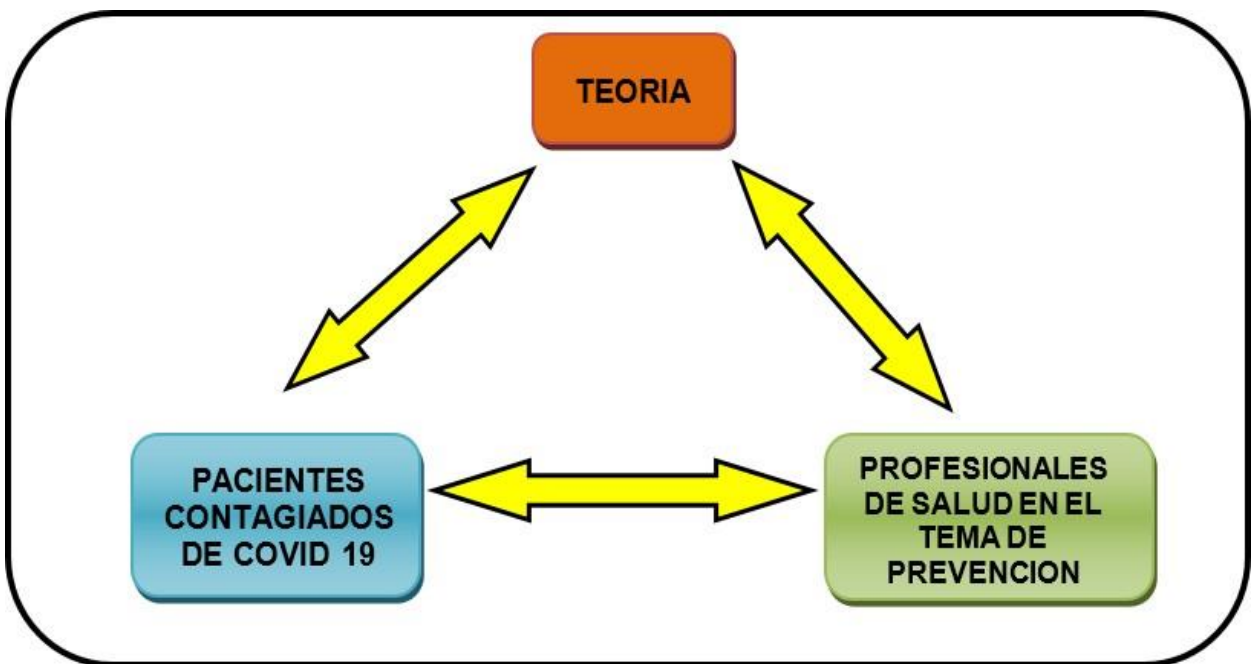 TEORIA
PACIENTES
CONTAGIADOS
DE COVID 19
PROFESIONALES
DE SALUD EN EL
TEMA DE
PREVENCION